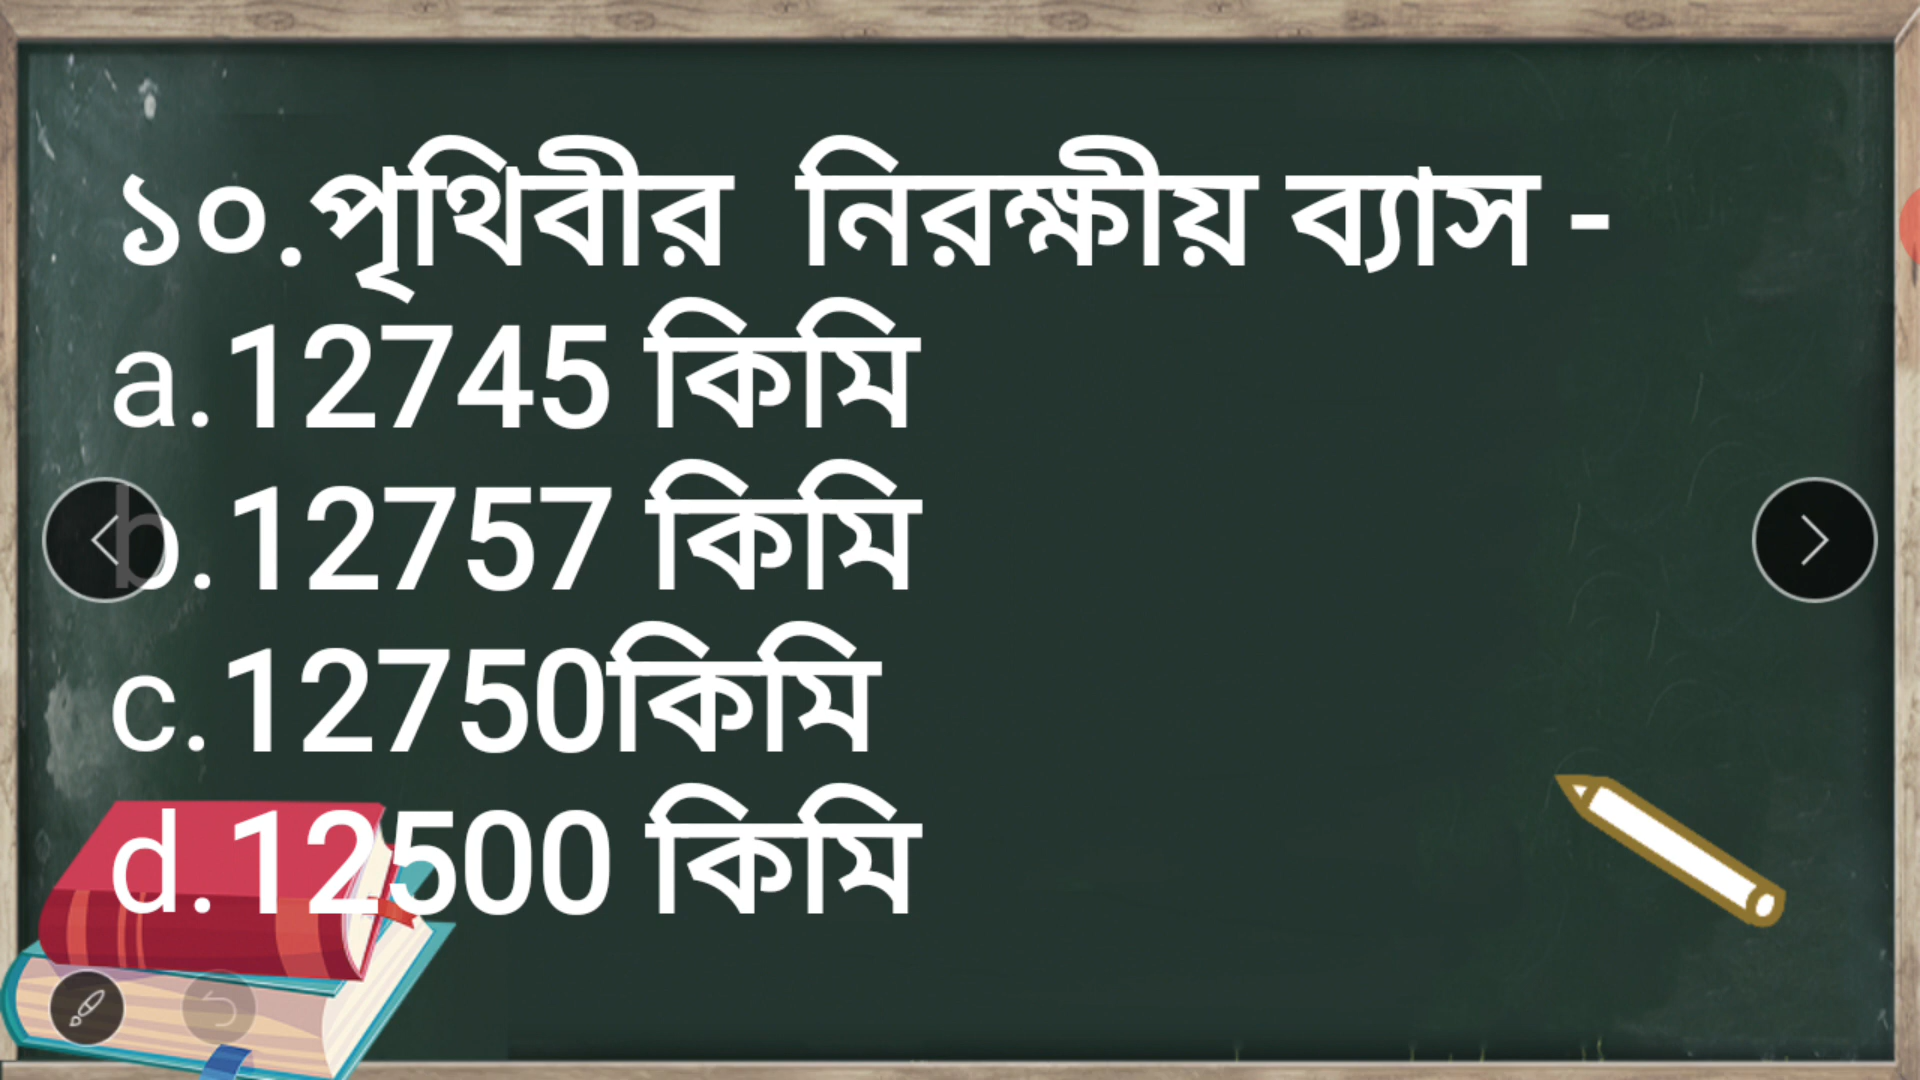 ১০.পৃথিবীর নিরক্ষীয় ব্যাস -
a.12745 কিমি
b.12757 কিমি
c.12750কিমি
d.12500 কিমি